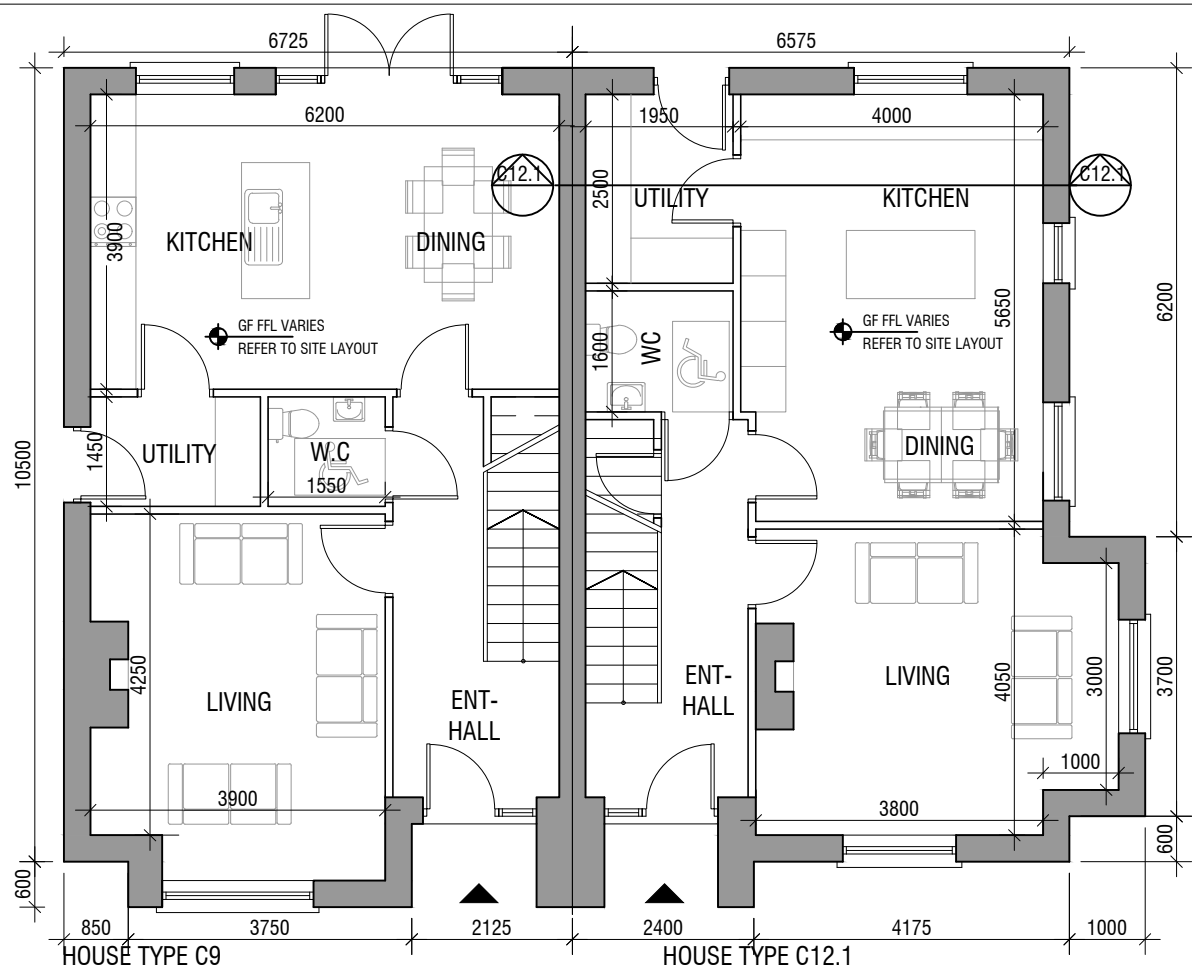 6725
6575
6200
1950
4000
C12.1
C12.1
2500
UTILITY
KITCHEN
3900
KITCHEN
DINING
GF FFL VARIES
REFER TO SITE LAYOUT
GF FFL VARIES
REFER TO SITE LAYOUT
5650
6200
1600
WC
10500
1450
UTILITY
W.C
1550
DINING
4250
LIVING
ENT-
HALL
ENT-
HALL
LIVING
4050
3000
3700
1000
3900
3800
600
600
850
3750
2125
2400
4175
1000
HOUSE TYPE C9
HOUSE TYPE C12.1